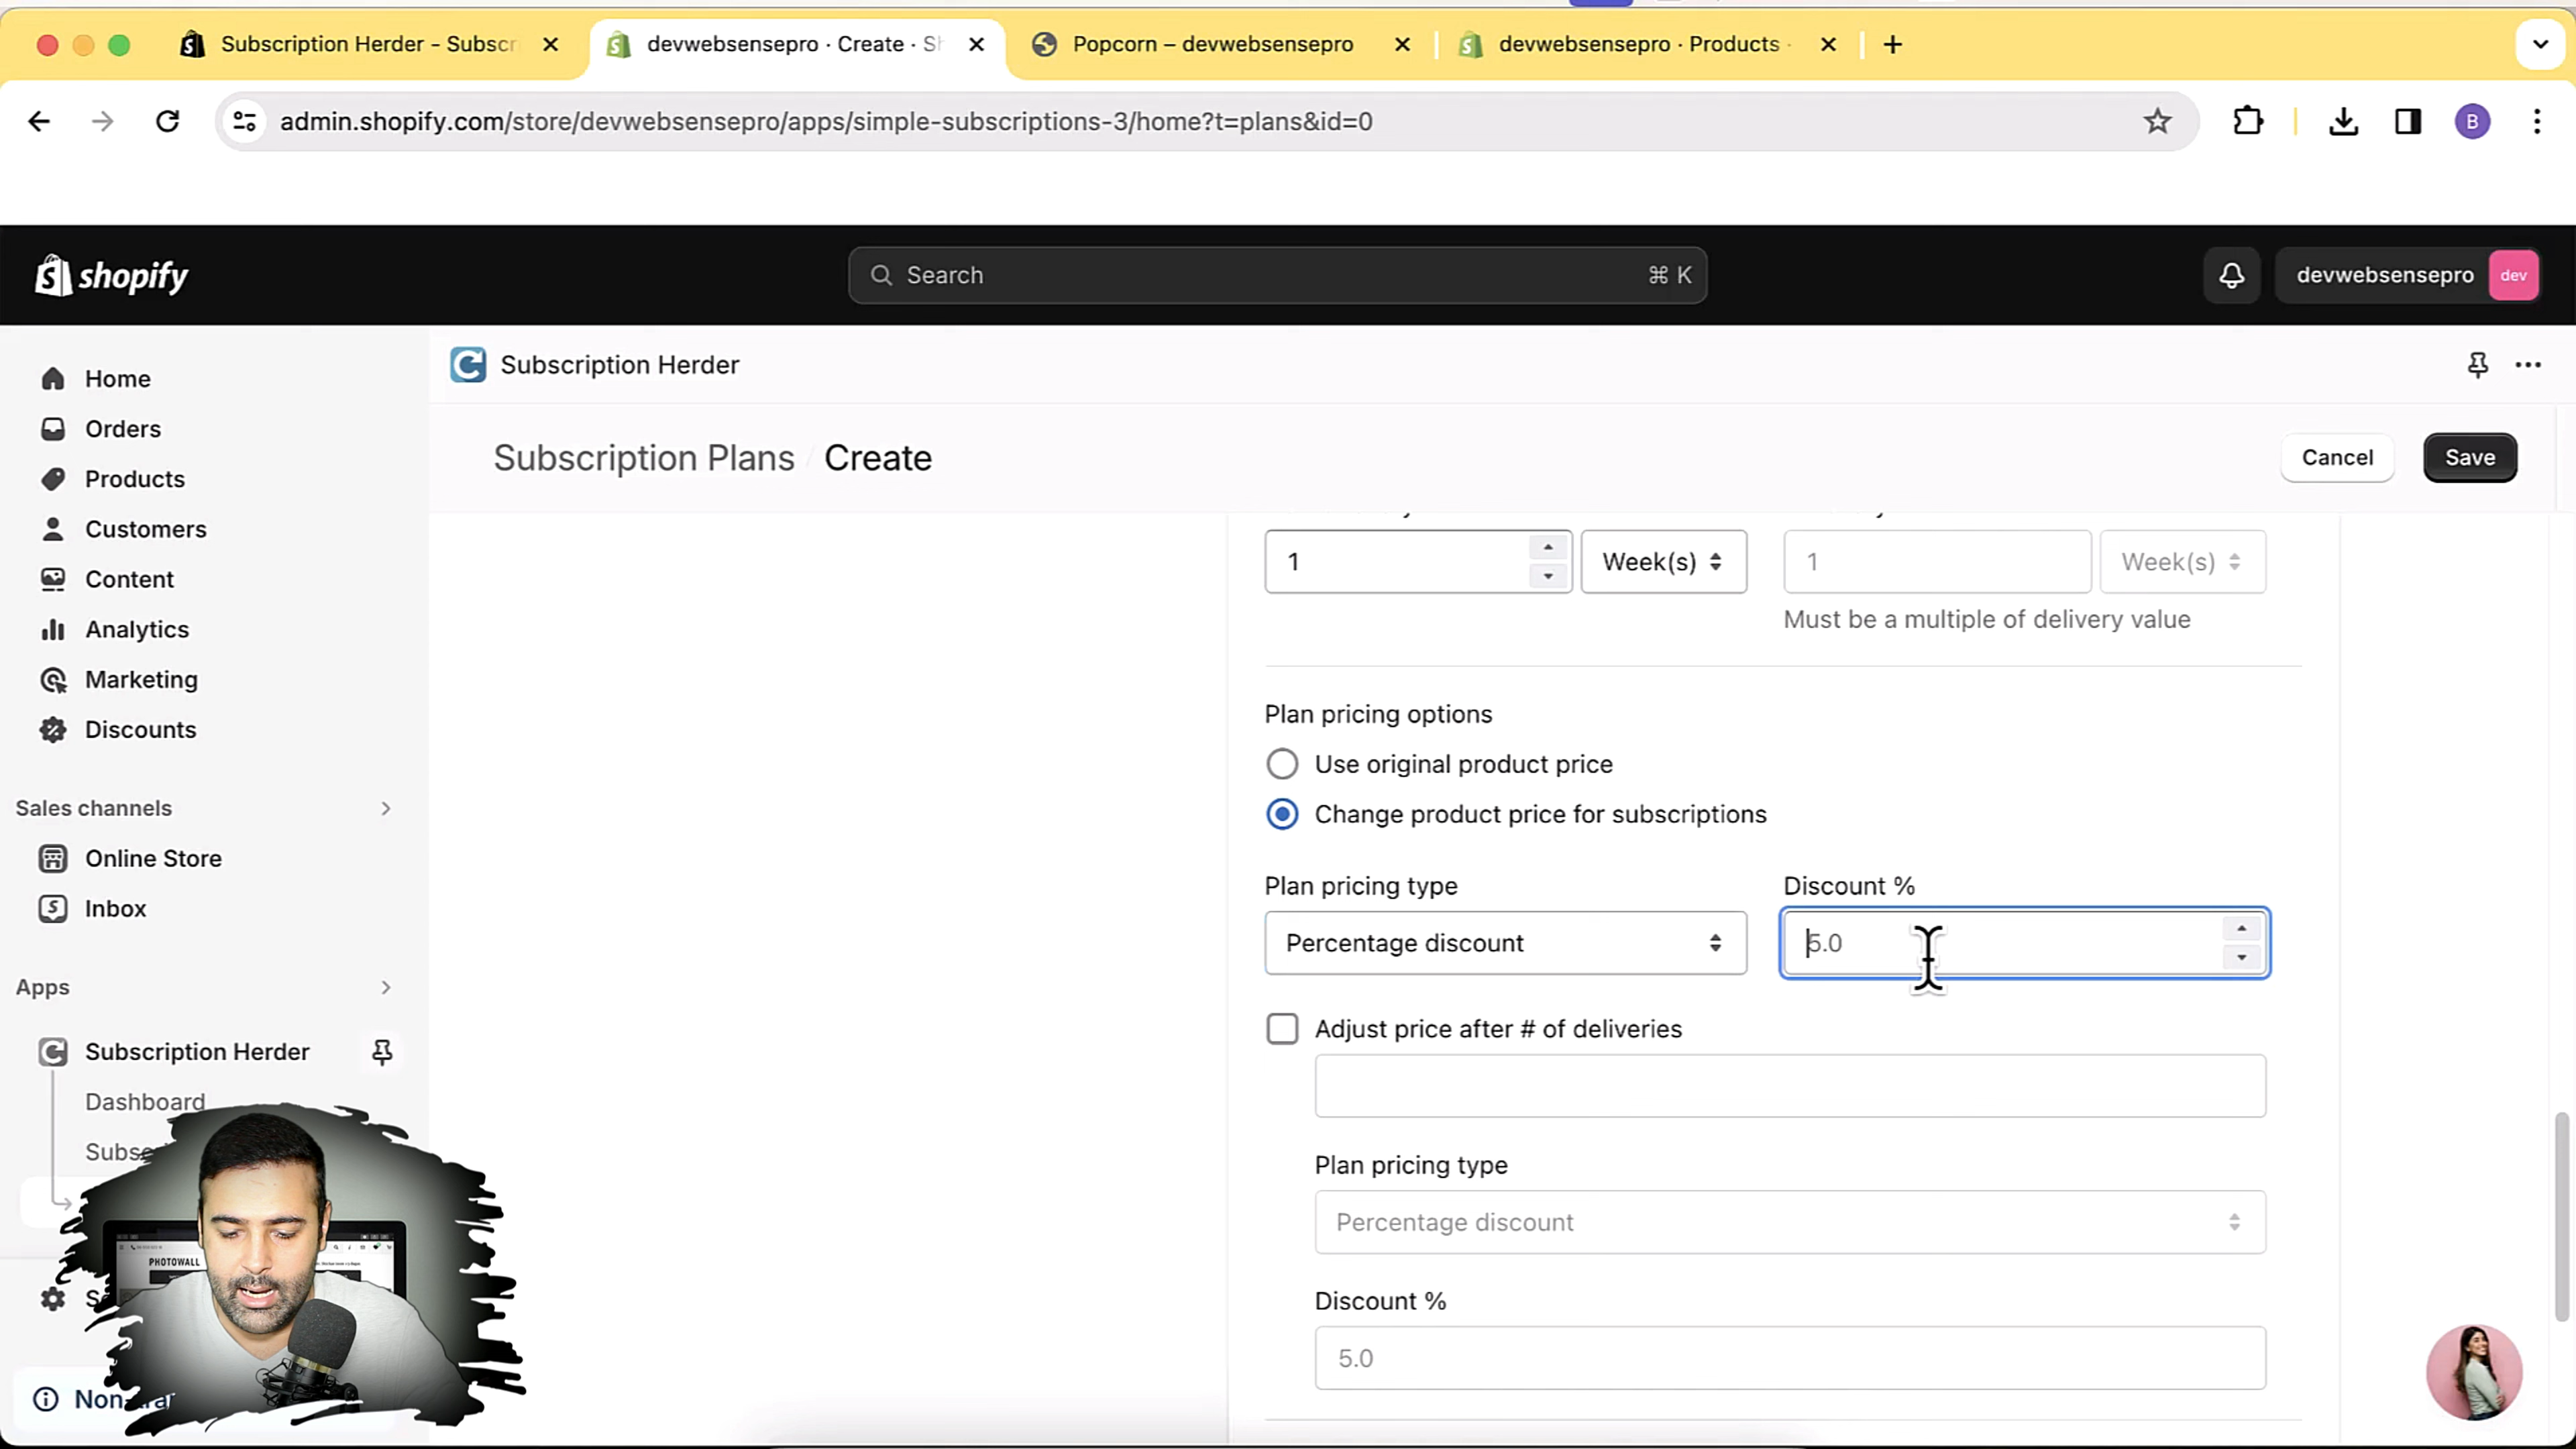 Subscription Herder - Subscr
devwebsensepro · Create · Sh
Popcorn – devwebsensepro
devwebsensepro · Products ·
admin.shopify.com/store/devwebsensepro/apps/simple-subscriptions-3/home?t=plans&id=0
B
shopify
Search
⌘ K
devwebsensepro
dev
Home
Orders
Products
Customers
Content
Analytics
Marketing
Discounts
Sales channels
Online Store
Inbox
Apps
Subscription Herder
Dashboard
Subscription Herder
Subscription Plans / Create
Cancel
Save
1
Week(s)
1
Week(s)
Must be a multiple of delivery value
Plan pricing options
Use original product price
Change product price for subscriptions
Plan pricing type
Discount %
Percentage discount
5.0
Adjust price after # of deliveries
Plan pricing type
Percentage discount
Discount %
5.0
PHOTOWALL